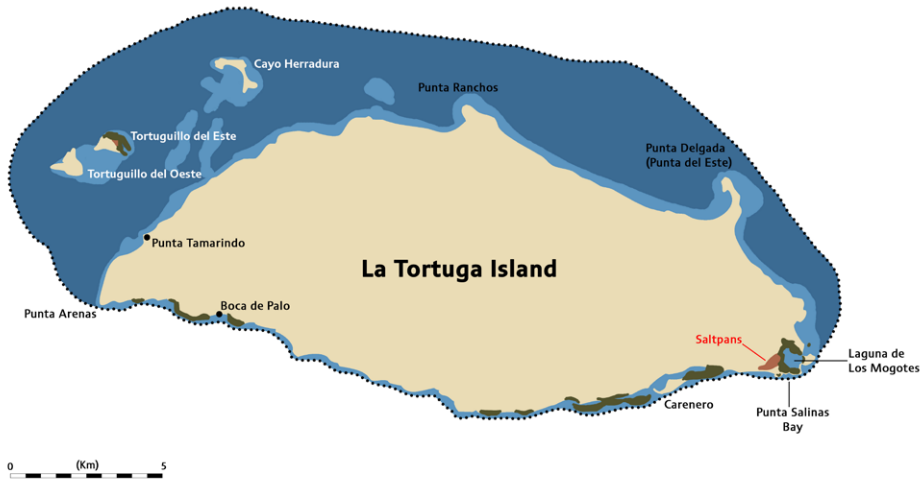 Cayo Herradura
Punta Ranchos
Tortuguillo del Este
Punta Delgada
(Punta del Este)
Tortuguillo del Oeste
Punta Tamarindo
La Tortuga Island
Punta Arenas
Boca de Palo
Saltpans
Laguna de
Los Mogotes
Carenero
Punta Salinas
Bay
0 (Km) 5